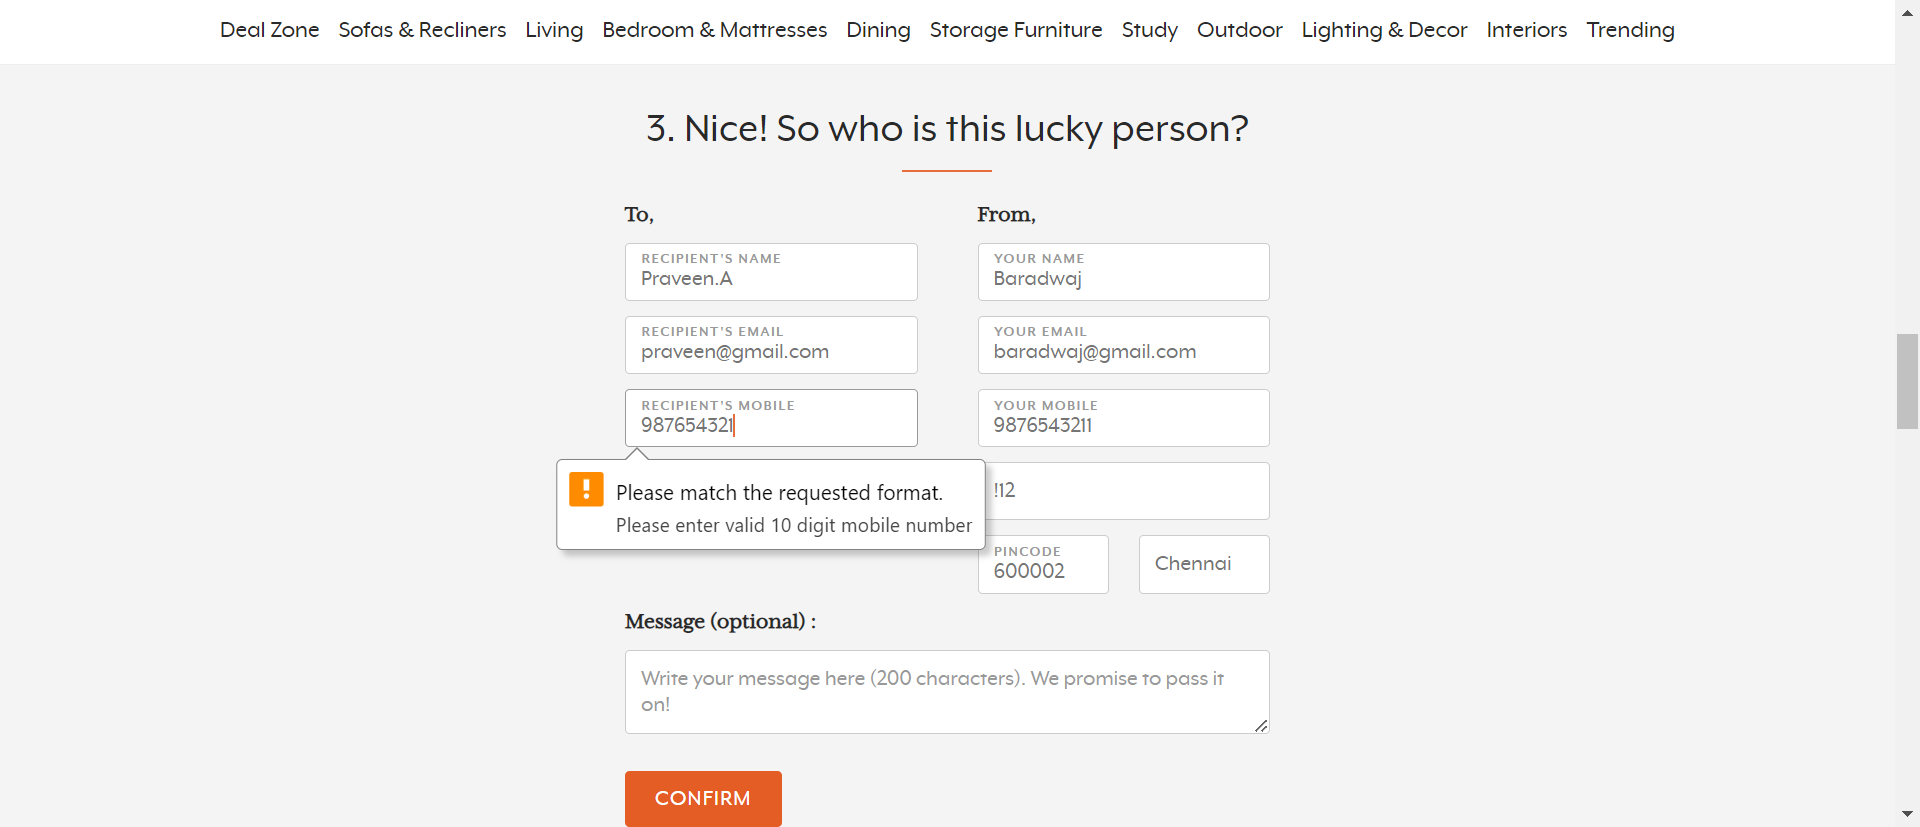 Deal Zone Sofas & Recliners Living Bedroom & Mattresses Dining Storage Furniture Study Outdoor Lighting & Decor Interiors Trending
3. Nice! So who is this lucky person?
To,
From,
RECIPIENT'S NAME
Praveen.A
YOUR NAME
Baradwaj
RECIPIENT'S EMAIL
praveen@gmail.com
YOUR EMAIL
baradwaj@gmail.com
RECIPIENT'S MOBILE
987654321
YOUR MOBILE
9876543211
Please match the requested format.
Please enter valid 10 digit mobile number
!12
PINCODE
600002
Chennai
Message (optional) :
Write your message here (200 characters). We promise to pass it
on!
CONFIRM